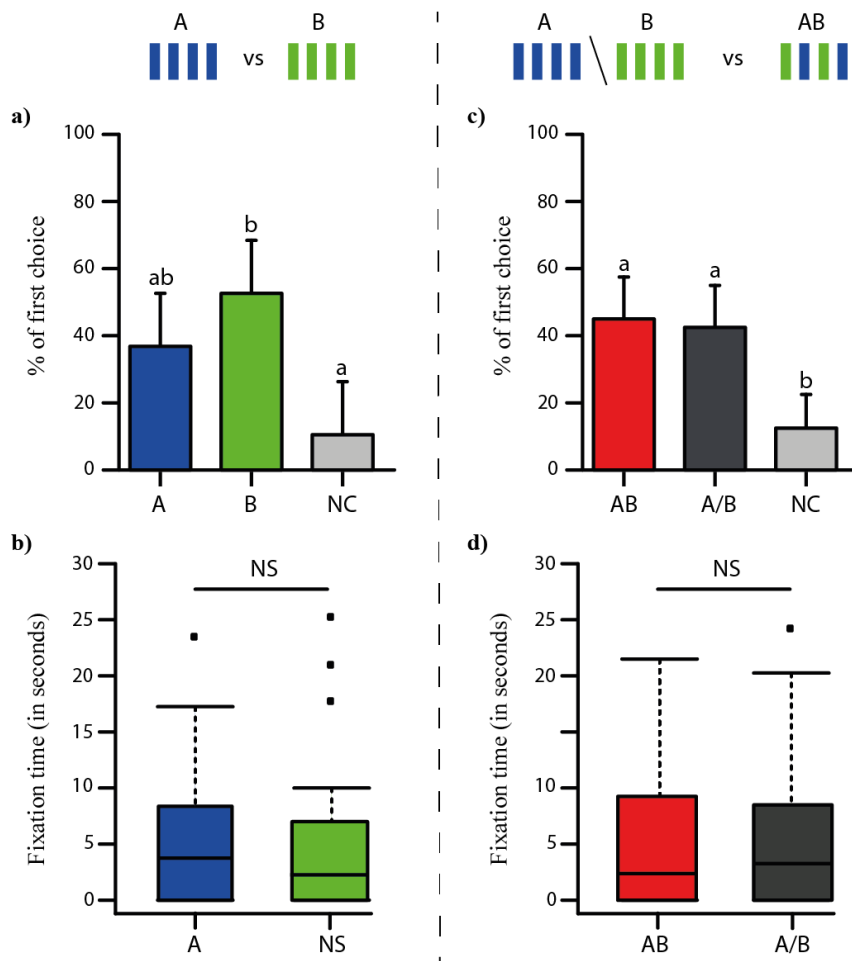 A
B
vs
a)
100
80
60
40
20
0
% of first choice
ab
b
a
A B NC
b)
30
25
20
15
10
5
0
Fixation time (in seconds)
NS
A NS
A
B
AB
vs
c)
100
80
60
40
20
0
% of first choice
a
a
b
AB A/B NC
d)
30
25
20
10
5
0
Fixation time (in seconds)
NS
AB A/B